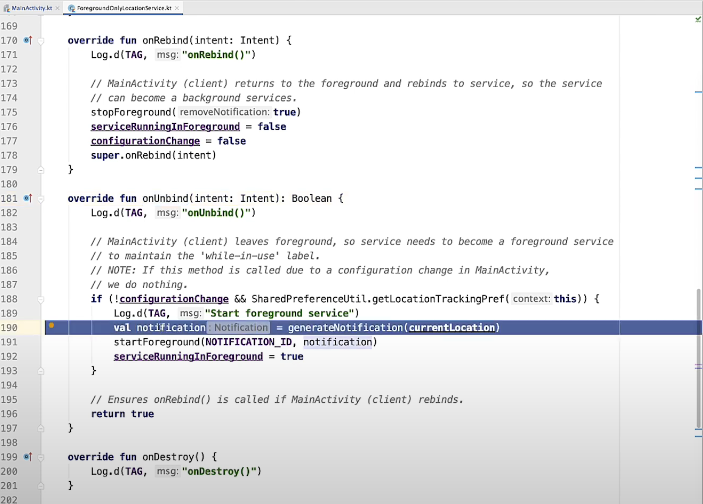 MainActivity.kt ForegroundOnlyLocationService.kt
169
170 override fun onRebind(intent: Intent) {
171 Log.d(TAG, msg: "onRebind()")
172
173 // MainActivity (client) returns to the foreground and rebinds to service, so the service
174 // can become a background services.
175 stopForeground( removeNotification: true)
176 serviceRunningInForeground = false
177 configurationChange = false
178 super.onRebind(intent)
179 }
180
181 override fun onUnbind(intent: Intent): Boolean {
182 Log.d(TAG, msg: "onUnbind()")
183
184 // MainActivity (client) leaves foreground, so service needs to become a foreground service
185 // to maintain the 'while-in-use' label.
186 // NOTE: If this method is called due to a configuration change in MainActivity,
187 // we do nothing.
188 if (!configurationChange && SharedPreferenceUtil.getLocationTrackingPref( context: this)) {
189 Log.d(TAG, msg: "Start foreground service")
190 val notification : Notification = generateNotification(currentLocation)
191 startForeground(NOTIFICATION_ID, notification)
192 serviceRunningInForeground = true
193 }
194
195 // Ensures onRebind() is called if MainActivity (client) rebinds.
196 return true
197 }
198
199 override fun onDestroy() {
200 Log.d(TAG, msg: "onDestroy()")
201 }
202